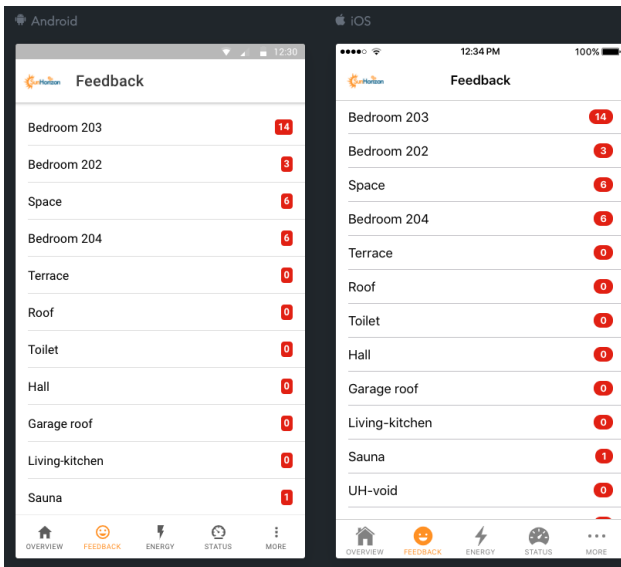 Android
12:30
SunHorizon Feedback
Bedroom 203 14
Bedroom 202 3
Space 6
Bedroom 204 6
Terrace 0
Roof 0
Toilet 0
Hall 0
Garage roof 0
Living-kitchen 0
Sauna 1
OVERVIEW FEEDBACK ENERGY STATUS MORE
iOS
12:34 PM 100%
SunHorizon Feedback
Bedroom 203 14
Bedroom 202 3
Space 6
Bedroom 204 6
Terrace 0
Roof 0
Toilet 0
Hall 0
Garage roof 0
Living-kitchen 0
Sauna 1
UH-void 0
OVERVIEW FEEDBACK ENERGY STATUS MORE